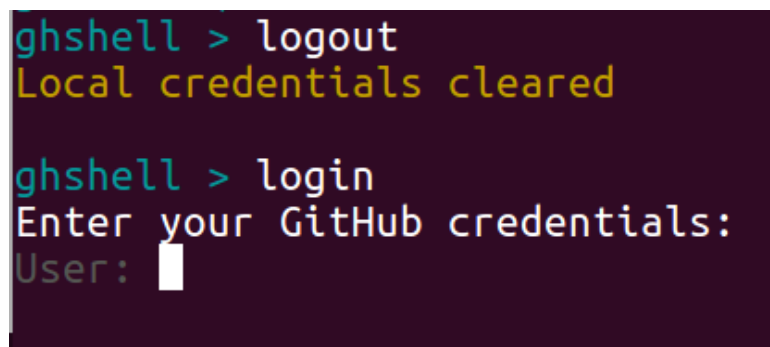 ghshell > logout
Local credentials cleared
ghshell > login
Enter your GitHub credentials:
User: